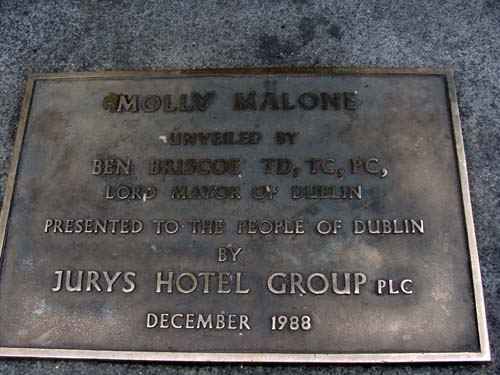 MOLLY MALONE
UNVEILED BY
BEN BRISCOE TD, TC, PC,
LORD MAYOR OF DUBLIN
PRESENTED TO THE PEOPLE OF DUBLIN
BY
JURYS HOTEL GROUP PLC
DECEMBER 1988